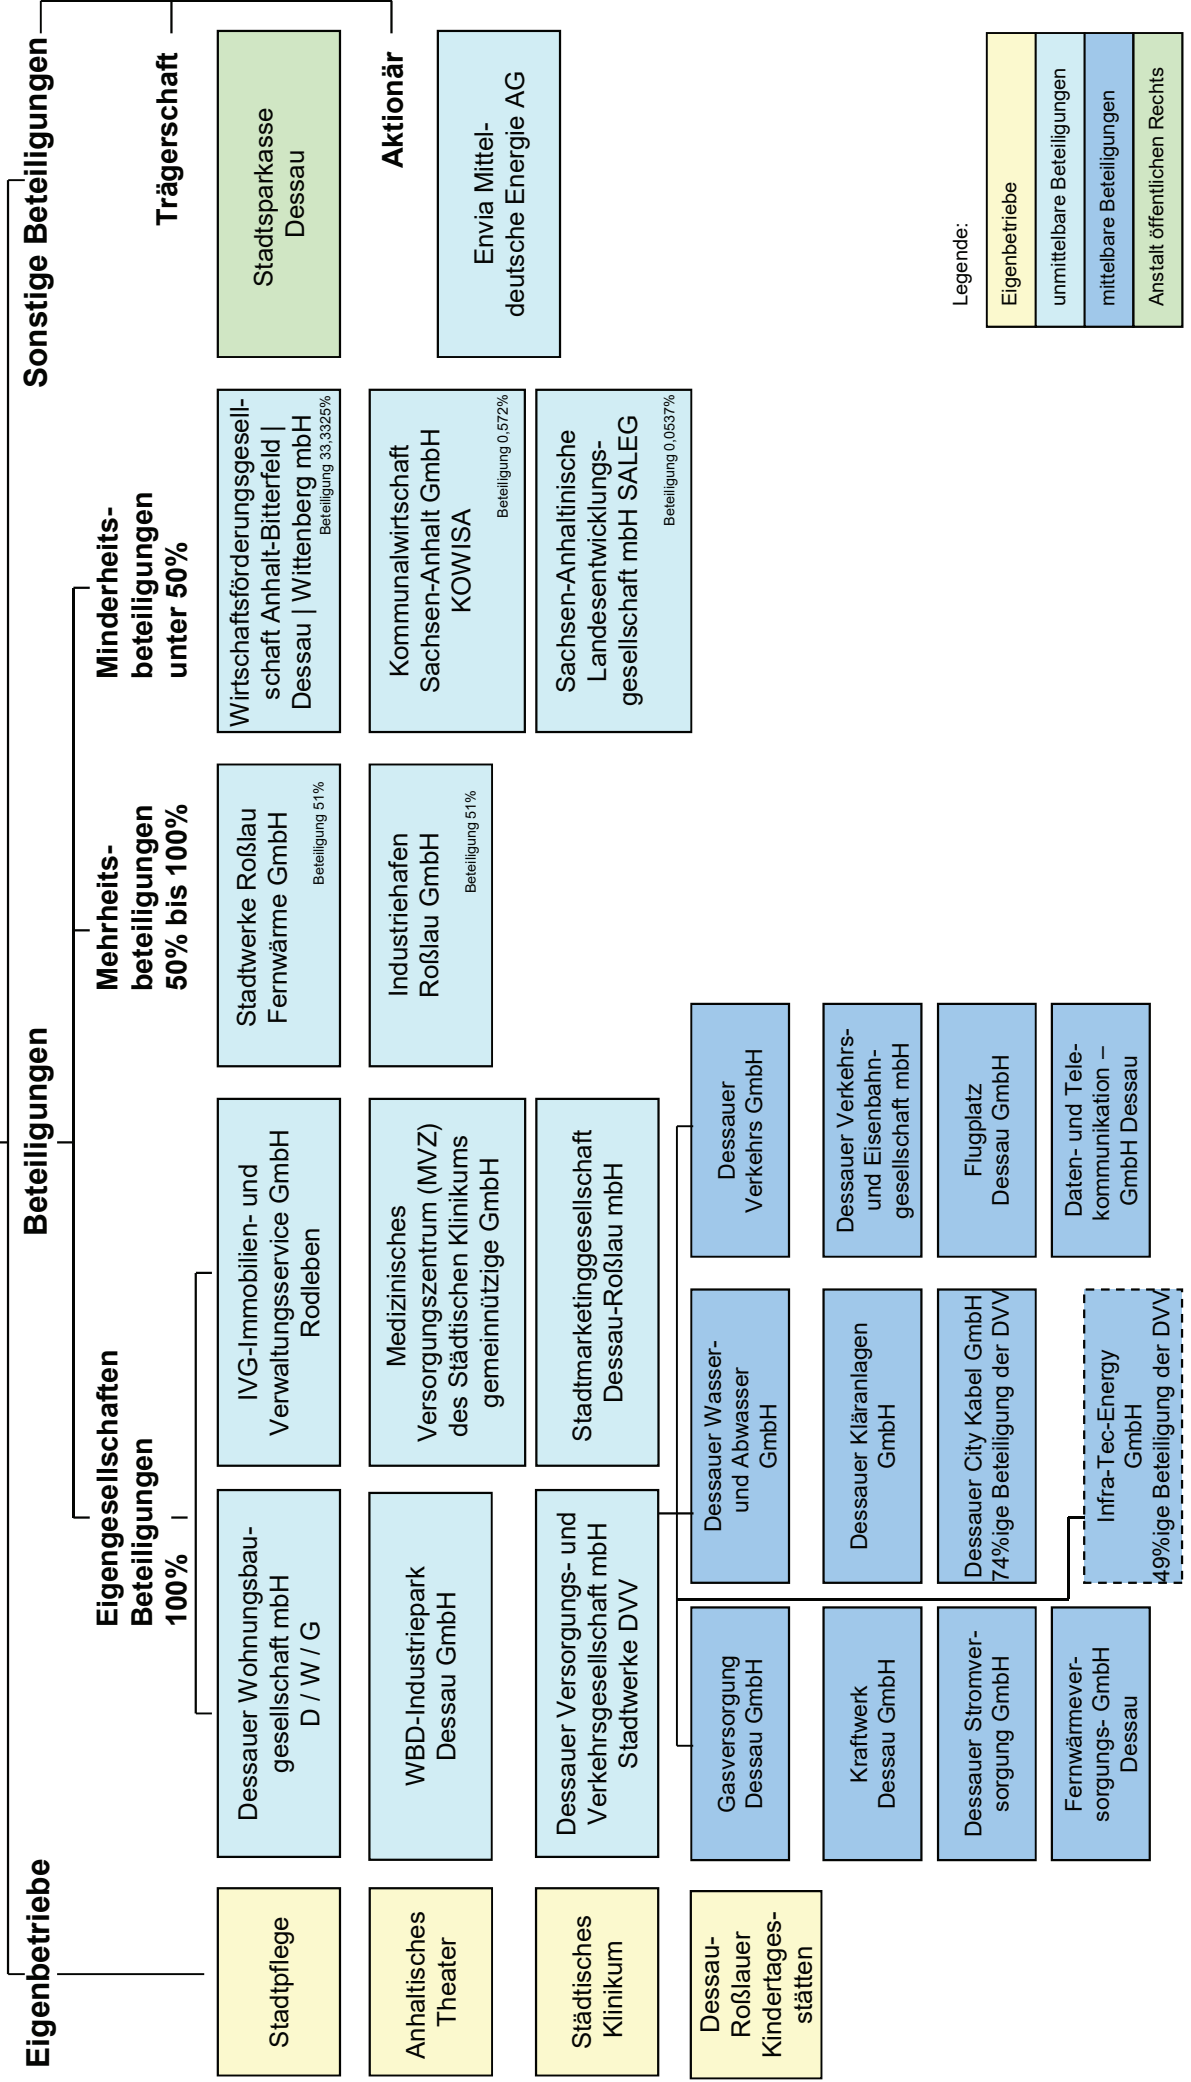 Eigenbetriebe
Stadtpflege
Anhaltisches
Theater
Städtisches
Klinikum
Dessau-
Roßlauer
Kindertages-
stätten
Beteiligungen
Eigengesellschaften
Beteiligungen
100%
Dessauer Wohnungsbau-
gesellschaft mbH
D / W / G
IVG-Immobilien- und
Verwaltungsservice GmbH
Rodleben
WBD-Industriepark
Dessau GmbH
Medizinisches
Versorgungszentrum (MVZ)
des Städtischen Klinikums
gemeinnützige GmbH
Dessauer Versorgungs- und
Verkehrsgesellschaft mbH
Stadtwerke DVV
Stadtmarketinggesellschaft
Dessau-Roßlau mbH
Gasversorgung
Dessau GmbH
Dessauer Wasser-
und Abwasser
GmbH
Dessauer
Verkehrs GmbH
Kraftwerk
Dessau GmbH
Dessauer Kläranlagen
GmbH
Dessauer Verkehrs-
und Eisenbahn-
gesellschaft mbH
Dessauer Stromver-
sorgung GmbH
Dessauer City Kabel GmbH
74%ige Beteiligung der DVV
Flugplatz
Dessau GmbH
Fernwärmever-
sorgungs- GmbH
Dessau
Infra-Tec-Energy
GmbH
49%ige Beteiligung der DVV
Daten- und Tele-
kommunikation –
GmbH Dessau
Mehrheits-
beteiligungen
50% bis 100%
Stadtwerke Roßlau
Fernwärme GmbH
Beteiligung 51%
Industriehafen
Roßlau GmbH
Beteiligung 51%
Minderheits-
beteiligungen
unter 50%
Wirtschaftsförderungsgesell-
schaft Anhalt-Bitterfeld |
Dessau | Wittenberg mbH
Beteiligung 33,3325%
Kommunalwirtschaft
Sachsen-Anhalt GmbH
KOWISA
Beteiligung 0,572%
Sachsen-Anhaltinische
Landesentwicklungs-
gesellschaft mbH SALEG
Beteiligung 0,0537%
Sonstige Beteiligungen
Trägerschaft
Stadtsparkasse
Dessau
Aktionär
Envia Mittel-
deutsche Energie AG
Legende:
Eigenbetriebe
unmittelbare Beteiligungen
mittelbare Beteiligungen
Anstalt öffentlichen Rechts